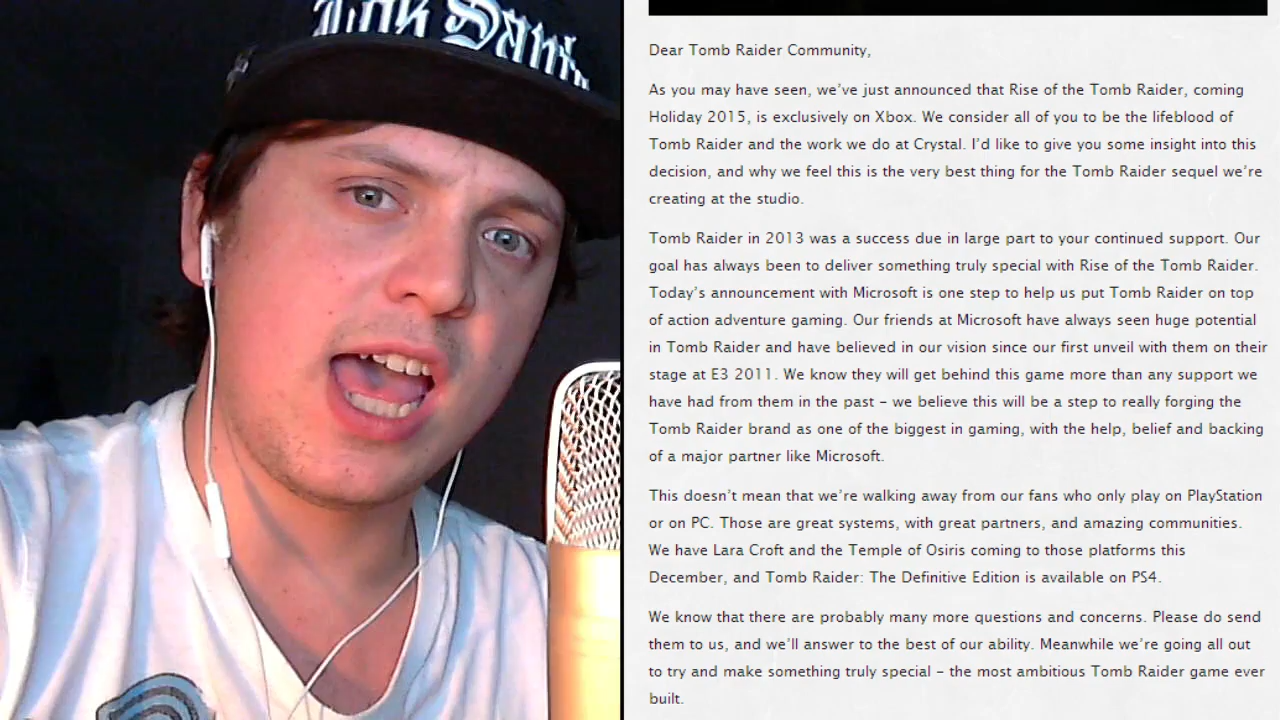 Los Santos
Dear Tomb Raider Community,
As you may have seen, we've just announced that Rise of the Tomb Raider, coming
Holiday 2015, is exclusively on Xbox. We consider all of you to be the lifeblood of
Tomb Raider and the work we do at Crystal. I'd like to give you some insight into this
decision, and why we feel this is the very best thing for the Tomb Raider sequel we're
creating at the studio.
Tomb Raider in 2013 was a success due in large part to your continued support. Our
goal has always been to deliver something truly special with Rise of the Tomb Raider.
Today's announcement with Microsoft is one step to help us put Tomb Raider on top
of action adventure gaming. Our friends at Microsoft have always seen huge potential
in Tomb Raider and have believed in our vision since our first unveil with them on their
stage at E3 2011. We know they will get behind this game more than any support we
have had from them in the past – we believe this will be a step to really forging the
Tomb Raider brand as one of the biggest in gaming, with the help, belief and backing
of a major partner like Microsoft.
This doesn't mean that we're walking away from our fans who only play on PlayStation
or on PC. Those are great systems, with great partners, and amazing communities.
We have Lara Croft and the Temple of Osiris coming to those platforms this
December, and Tomb Raider: The Definitive Edition is available on PS4.
We know that there are probably many more questions and concerns. Please do send
them to us, and we'll answer to the best of our ability. Meanwhile we're going all out
to try and make something truly special – the most ambitious Tomb Raider game ever
built.